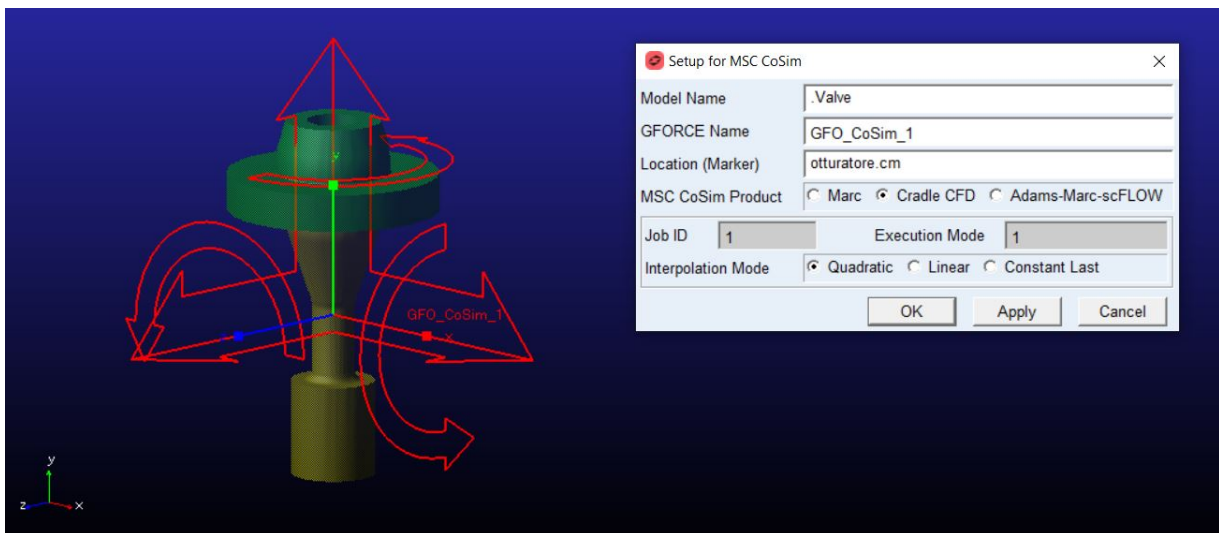 Setup for MSC CoSim
Model Name .Valve
GFORCE Name GFO_CoSim_1
Location (Marker) otturatore.cm
MSC CoSim Product Marc Cradle CFD Adams-Marc-scFLOW
Job ID 1 Execution Mode 1
Interpolation Mode Quadratic Linear Constant Last
OK Apply Cancel
y
GFO_CoSim_1
z x
y
z x